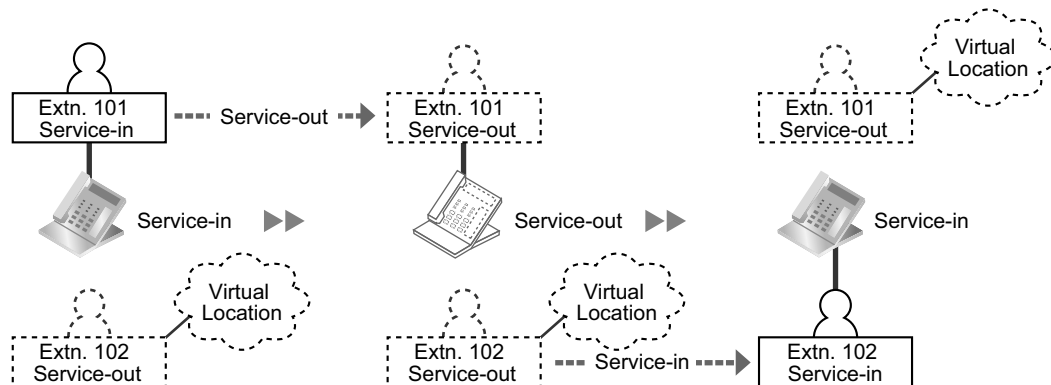 Virtual
Location
Extn. 101
Service-in
Service-out
Extn. 101
Service-out
Extn. 101
Service-out
Service-in
Service-out
Service-in
Virtual
Location
Virtual
Location
Extn. 102
Service-out
Extn. 102
Service-out
Service-in
Extn. 102
Service-in